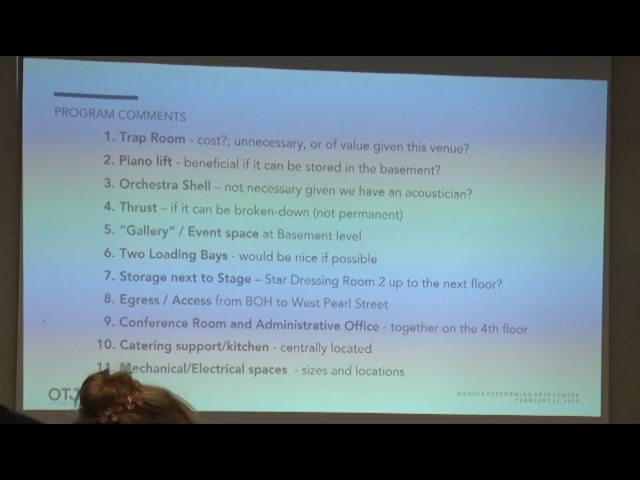 PROGRAM COMMENTS
1. Trap Room - cost?; unnecessary, or of value given this venue?
2. Piano lift - beneficial if it can be stored in the basement?
3. Orchestra Shell – not necessary given we have an acoustician?
4. Thrust – if it can be broken-down (not permanent)
5. "Gallery" / Event space at Basement level
6. Two Loading Bays - would be nice if possible
7. Storage next to Stage – Star Dressing Room 2 up to the next floor?
8. Egress / Access from BOH to West Pearl Street
9. Conference Room and Administrative Office - together on the 4th floor
10. Catering support/kitchen - centrally located
11. Mechanical/Electrical spaces - sizes and locations
NASHUA PERFORMING ARTS CENTER